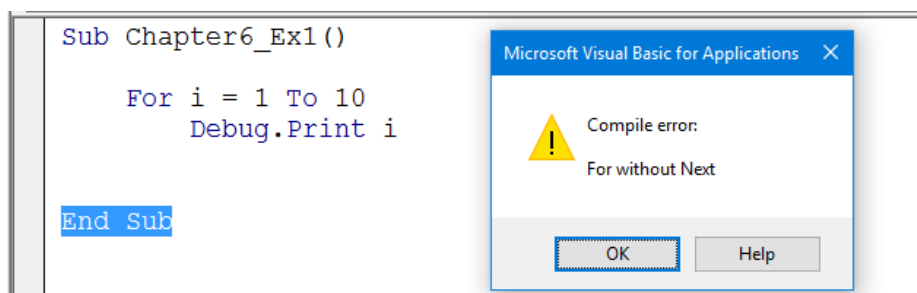 Sub Chapter6_Ex1()
For i = 1 To 10
Debug.Print i
End Sub
Microsoft Visual Basic for Applications
Compile error:
For without Next
OK
Help